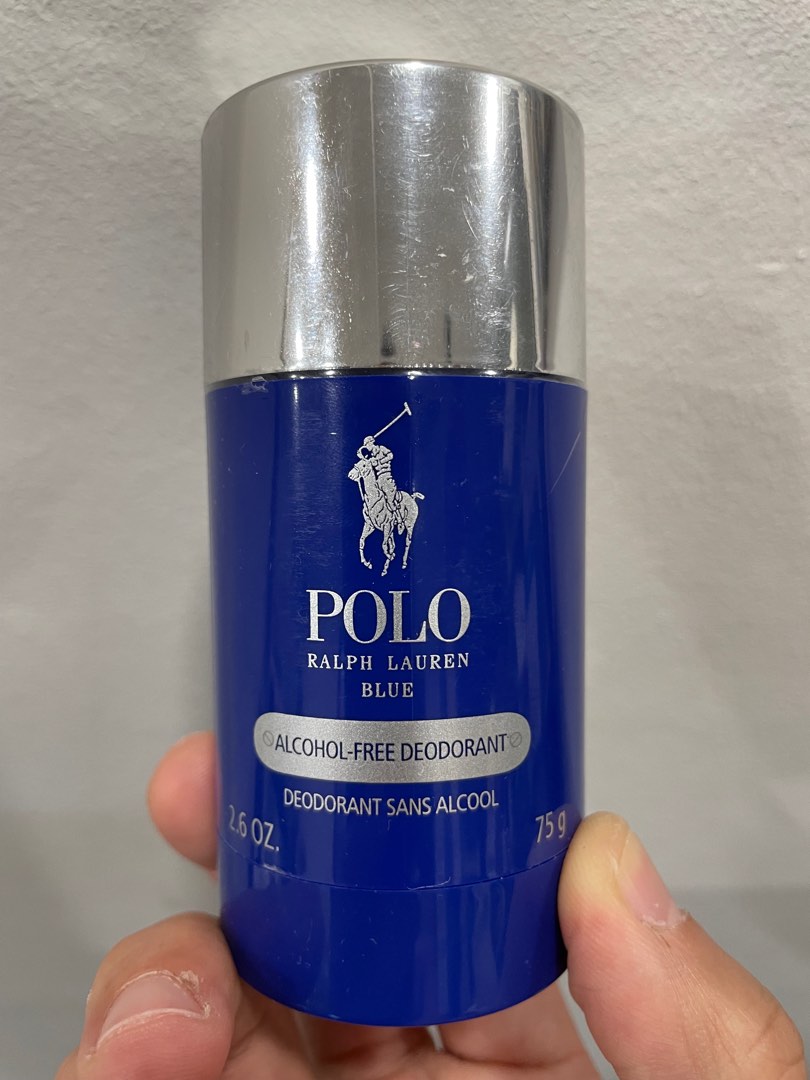 POLO
RALPH LAUREN
BLUE
ALCOHOL-FREE DEODORANT
DEODORANT SANS ALCOOL
2.6 OZ.
75 g